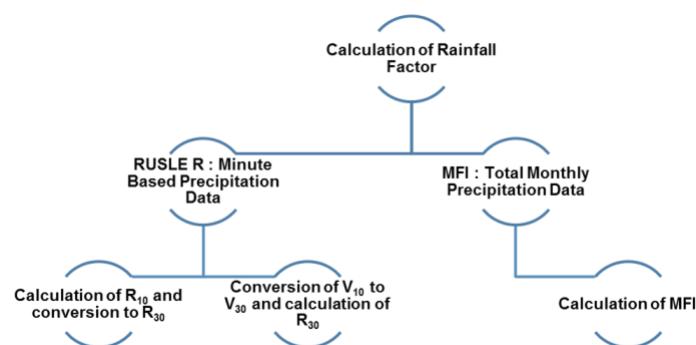 Calculation of Rainfall
Factor
RUSLE R : Minute
Based Precipitation
Data
MFI : Total Monthly
Precipitation Data
Calculation of R₁₀ and
conversion to R₃₀
Conversion of V₁₀ to
V₃₀ and calculation of
R₃₀
Calculation of MFI